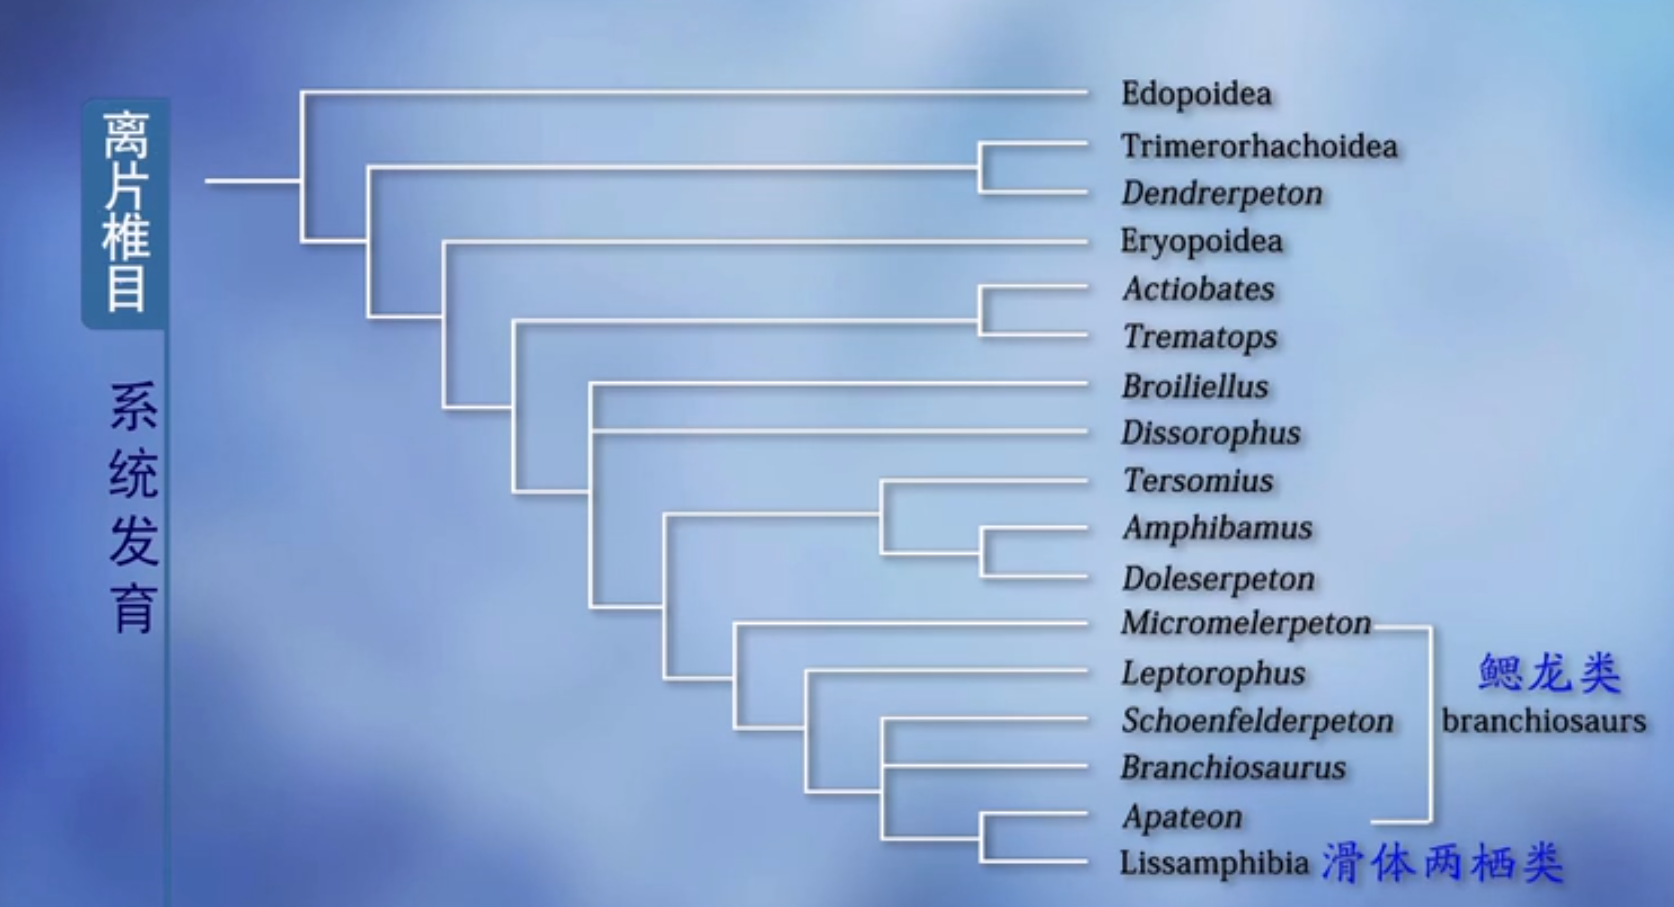 离片椎目
系统发育
Edopoidea
Trimerorhachoidea
Dendrerpeton
Eryopoidea
Actiobates
Trematops
Broiliellus
Dissorophus
Tersomius
Amphibamus
Doleserpeton
Micromelerpeton
Leptorophus
鳃龙类
Schoenfelderpeton
branchiosaurs
Branchiosaurus
Apateon
Lissamphibia 滑体两栖类